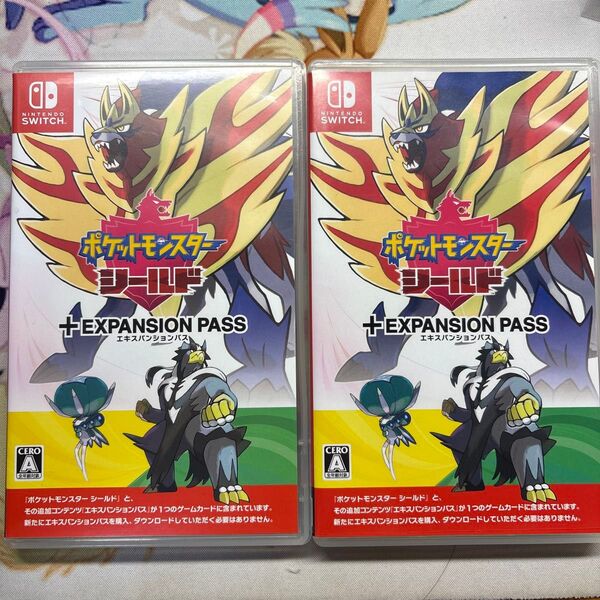 NINTENDO
SWITCH™
ポケットモンスター
シールド
+EXPANSION PASS
エキスパンションパス
CERO
A
全年齢対象
『ポケットモンスター シールド』と、
その追加コンテンツ『エキスパンションパス』が1つのゲームカードに含まれています。
新たにエキスパンションパスを購入、ダウンロードしていただく必要はありません。
NINTENDO
SWITCH™
ポケットモンスター
シールド
+EXPANSION PASS
エキスパンションパス
CERO
A
全年齢対象
『ポケットモンスター シールド』と、
その追加コンテンツ『エキスパンションパス』が1つのゲームカードに含まれています。
新たにエキスパンションパスを購入、ダウンロードしていただく必要はありません。